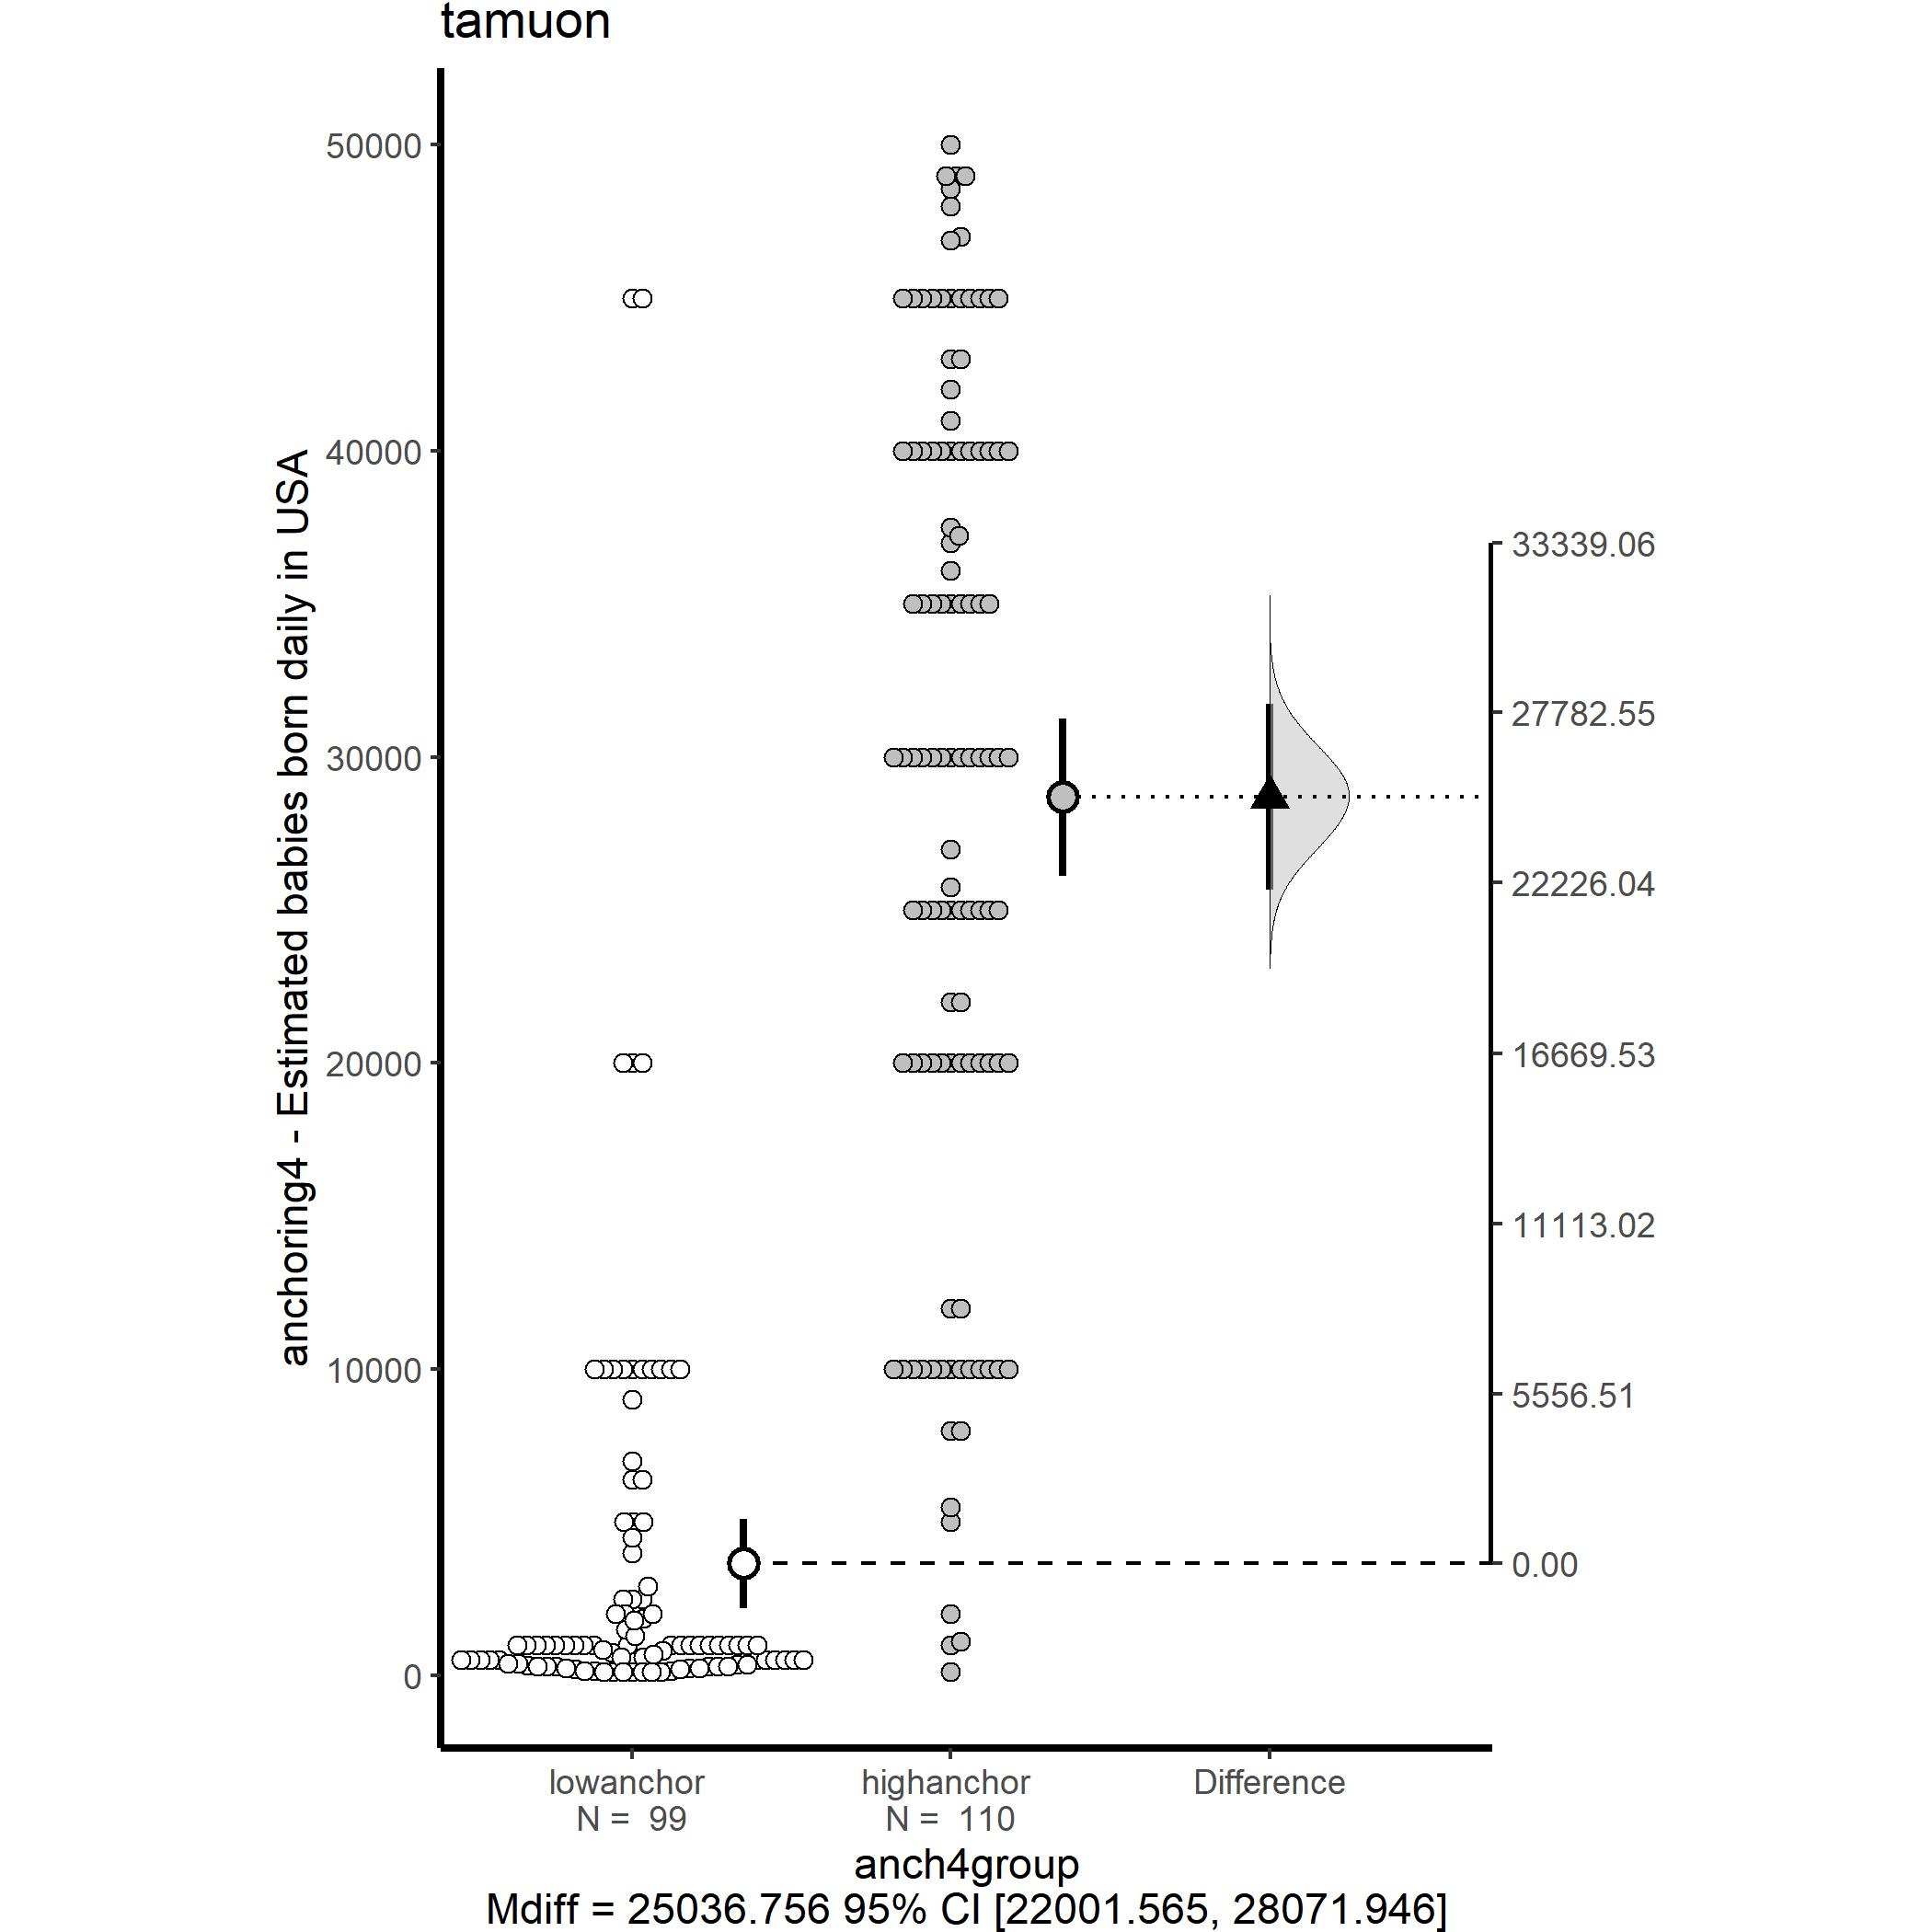 tamuon
anchoring4 - Estimated babies born daily in USA
50000
40000
30000
20000
10000
0
33339.06
27782.55
22226.04
16669.53
11113.02
5556.51
0.00
lowanchor
N =  99
highanchor
N =  110
Difference
anch4group
Mdiff = 25036.756 95% CI [22001.565, 28071.946]